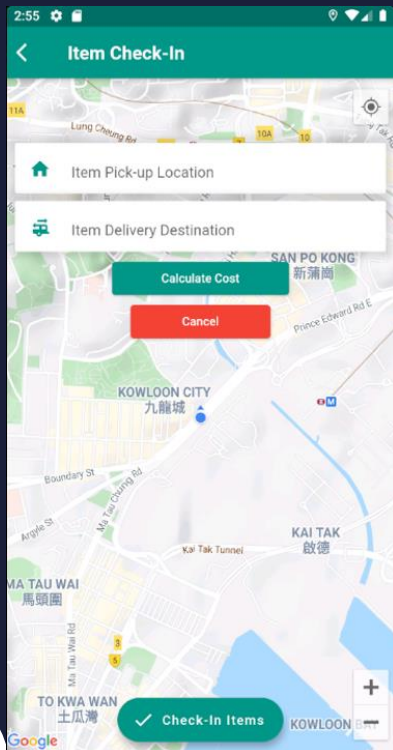 2:55
Item Check-In
11A
Lung Cheung Rd
10A
10
7
Item Pick-up Location
Item Delivery Destination
SAN PO KONG
新蒲崗
Calculate Cost
Cancel
Prince Edward Rd E
KOWLOON CITY
九龍城
M
Boundary St
Ma Tau Chung Rd
Argyle St
KAI TAK
啟德
Kai Tak Tunnel
MA TAU WAI
馬頭圍
Ma Tau Wai Rd
3
5
TO KWA WAN
土瓜灣
Check-In Items
KOWLOON BAY
+
−
Google